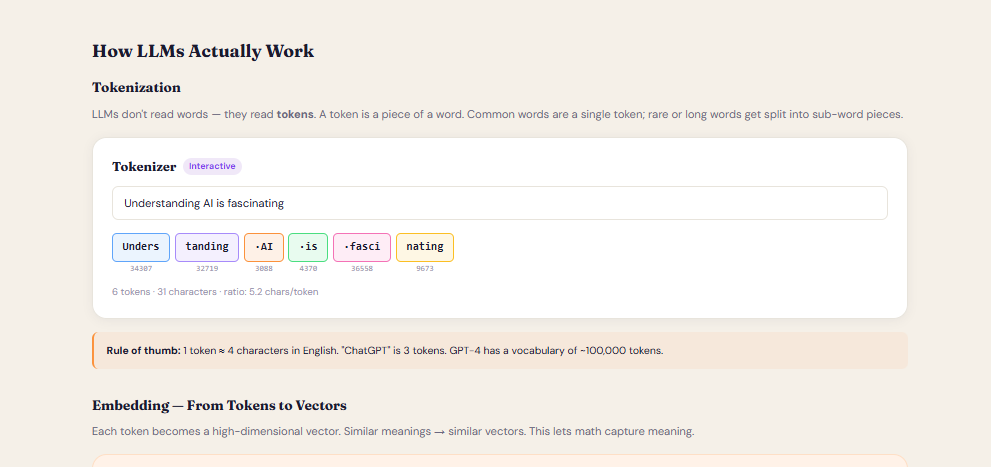 How LLMs Actually Work
Tokenization
LLMs don't read words — they read tokens. A token is a piece of a word. Common words are a single token; rare or long words get split into sub-word pieces.
Tokenizer Interactive
Understanding AI is fascinating
Unders tanding ·AI ·is ·fasci nating
34307 32719 3088 4370 36558 9673
6 tokens · 31 characters · ratio: 5.2 chars/token
Rule of thumb: 1 token ≈ 4 characters in English. "ChatGPT" is 3 tokens. GPT-4 has a vocabulary of ~100,000 tokens.
Embedding — From Tokens to Vectors
Each token becomes a high-dimensional vector. Similar meanings → similar vectors. This lets math capture meaning.